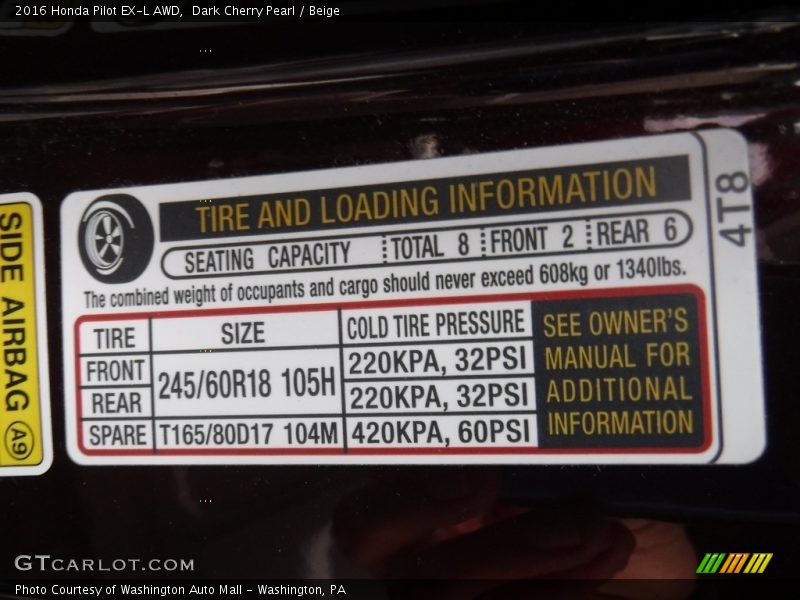 2016 Honda Pilot EX-L AWD,  Dark Cherry Pearl / Beige
SIDE AIRBAG A9
TIRE AND LOADING INFORMATION
SEATING CAPACITY TOTAL 8 FRONT 2 REAR 6
The combined weight of occupants and cargo should never exceed 608kg or 1340lbs.
TIRE SIZE COLD TIRE PRESSURE
FRONT 245/60R18 105H 220KPA, 32PSI
REAR 220KPA, 32PSI
SPARE T165/80D17 104M 420KPA, 60PSI
SEE OWNER'S
MANUAL FOR
ADDITIONAL
INFORMATION
4T8
GTCARLOT.COM
Photo Courtesy of Washington Auto Mall - Washington, PA